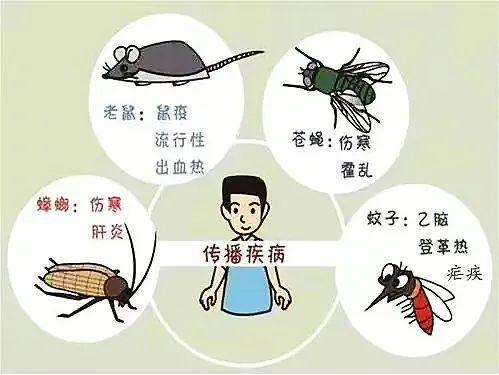 老鼠：鼠疫
流行性
出血热
苍蝇：伤寒
霍乱
蟑螂：伤寒
肝炎
传播疾病
蚊子：乙脑
登革热
疟疾